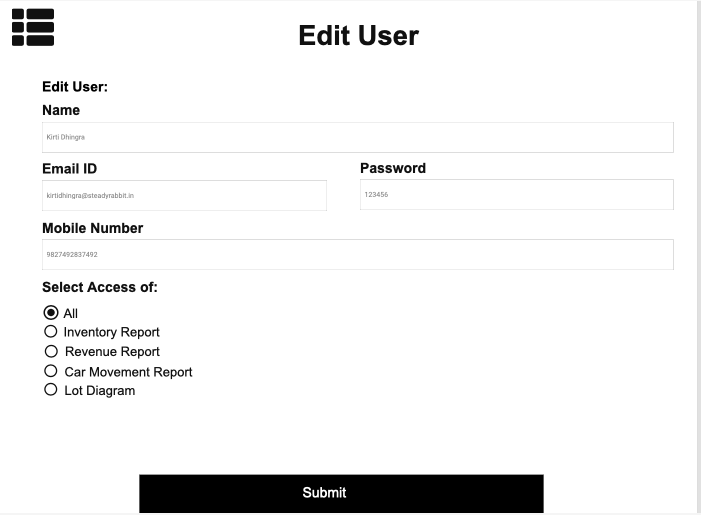 Edit User
Edit User:
Name
Kirti Dhingra
Email ID
Password
kirtidhingra@steadyrabbit.in
123456
Mobile Number
9827492837492
Select Access of:
All
Inventory Report
Revenue Report
Car Movement Report
Lot Diagram
Submit